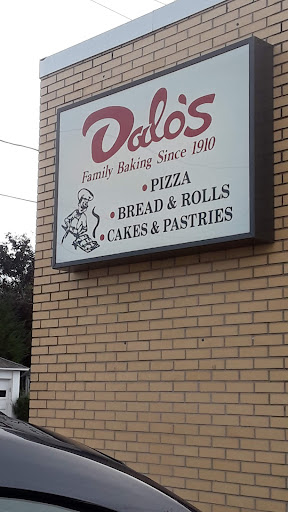 Dalo's
Family Baking Since 1910
• PIZZA
• BREAD & ROLLS
• CAKES & PASTRIES